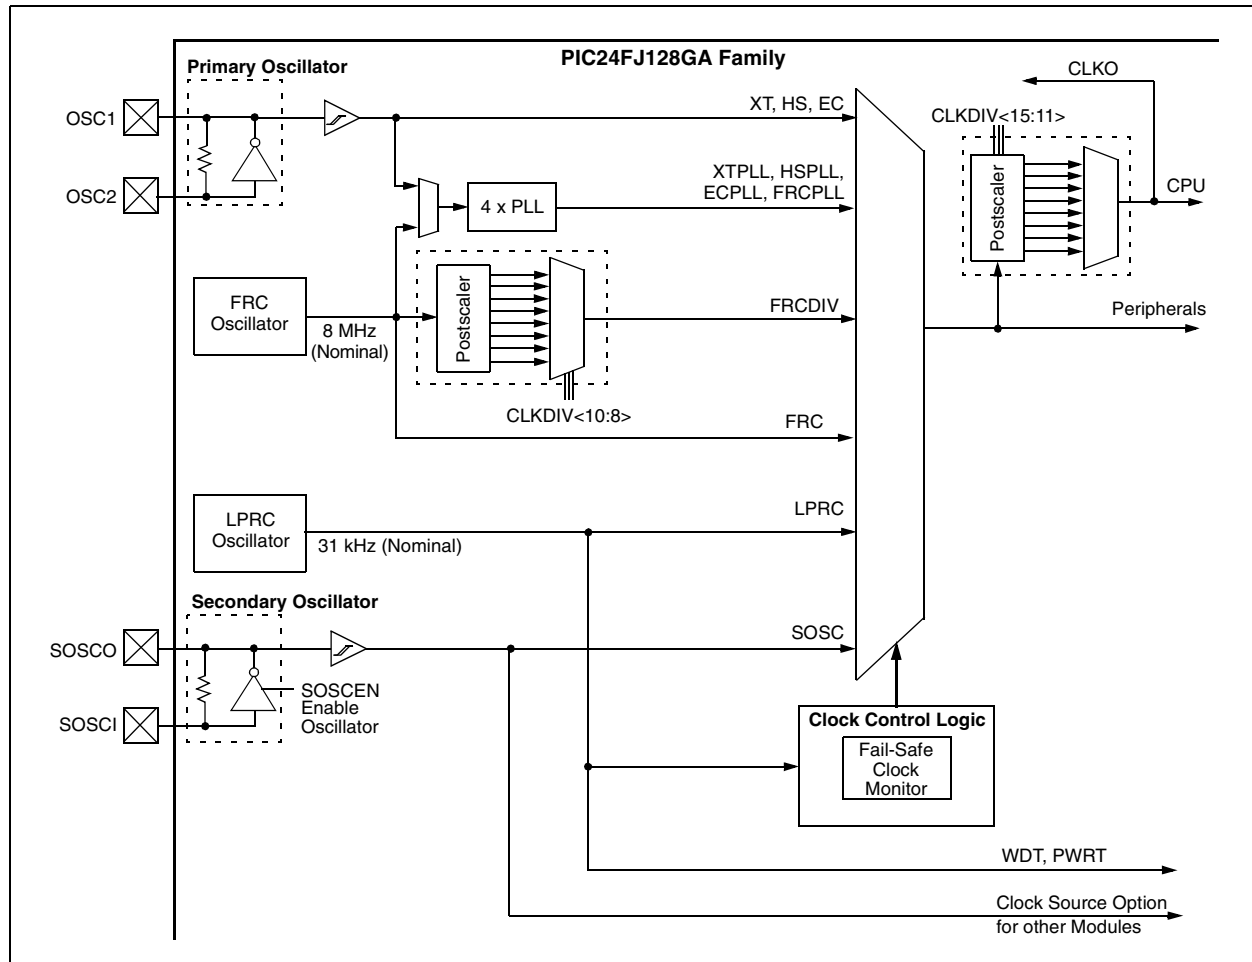 PIC24FJ128GA Family
Primary Oscillator
CLKO
OSC1
XT, HS, EC
CLKDIV<15:11>
XTPLL, HSPLL,
ECPLL, FRCPLL
OSC2
4 x PLL
Postscaler
CPU
FRC
Oscillator
8 MHz
(Nominal)
Postscaler
FRCDIV
Peripherals
CLKDIV<10:8>
FRC
LPRC
Oscillator
31 kHz (Nominal)
LPRC
Secondary Oscillator
SOSCO
SOSC
SOSCEN
Enable
Oscillator
SOSCI
Clock Control Logic
Fail-Safe
Clock
Monitor
WDT, PWRT
Clock Source Option
for other Modules